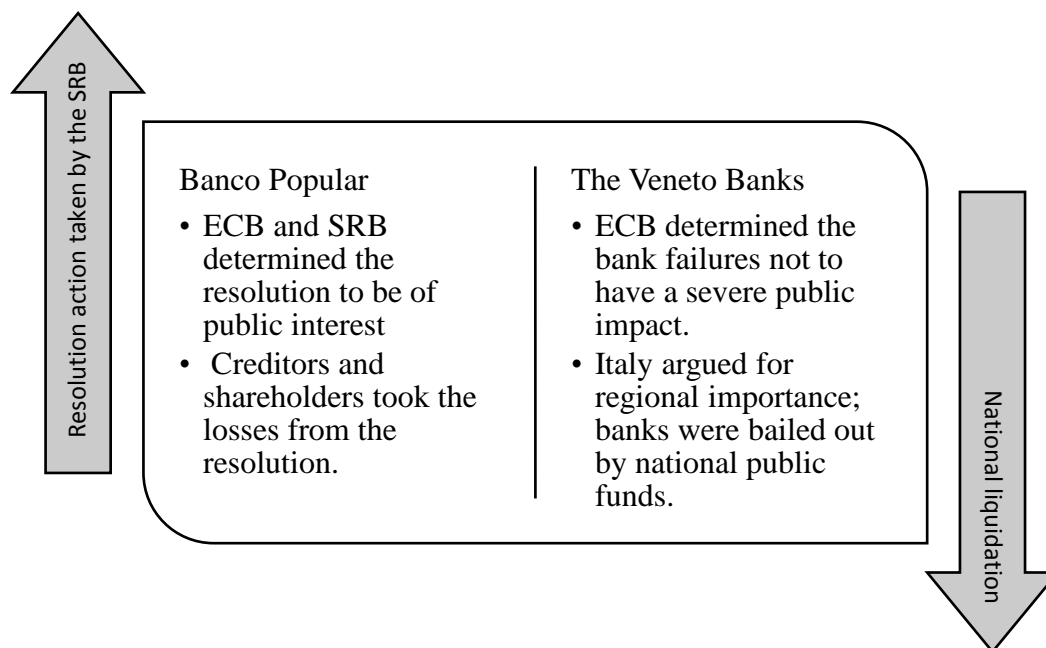 Resolution action taken by the SRB
Banco Popular
• ECB and SRB
determined the
resolution to be of
public interest
• Creditors and
shareholders took the
losses from the
resolution.
The Veneto Banks
• ECB determined the
bank failures not to
have a severe public
impact.
• Italy argued for
regional importance;
banks were bailed out
by national public
funds.
National liquidation